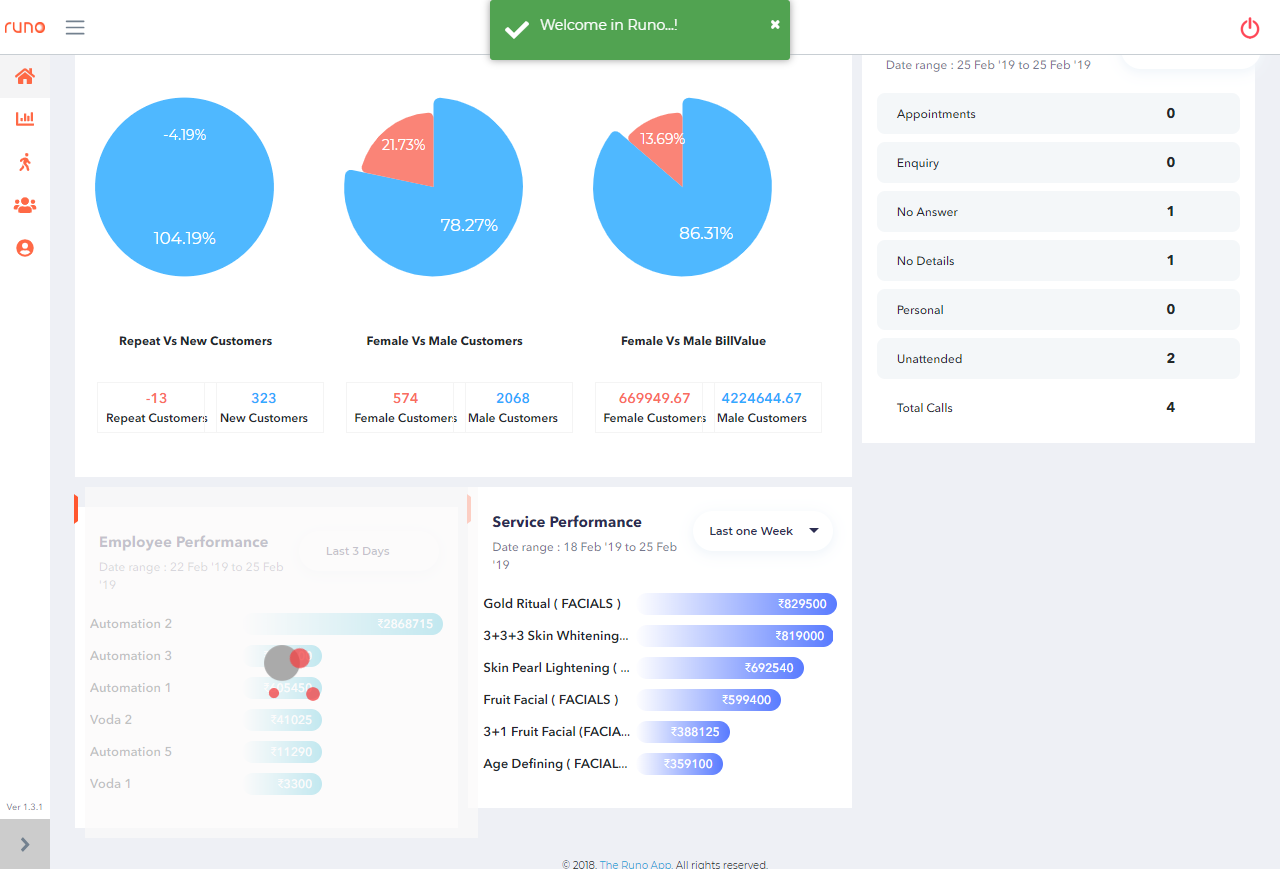 runo
Welcome in Runo...!
×
Date range : 25 Feb '19 to 25 Feb '19
-4.19%
104.19%
21.73%
78.27%
13.69%
86.31%
Repeat Vs New Customers
Female Vs Male Customers
Female Vs Male BillValue
-13
Repeat Customers
323
New Customers
574
Female Customers
2068
Male Customers
669949.67
Female Customers
4224644.67
Male Customers
Appointments 0
Enquiry 0
No Answer 1
No Details 1
Personal 0
Unattended 2
Total Calls 4
Employee Performance
Last 3 Days
Date range : 22 Feb '19 to 25 Feb
'19
Automation 2 ₹2868715
Automation 3
Automation 1
Voda 2 ₹41025
Automation 5 ₹11290
Voda 1 ₹3300
Service Performance
Last one Week
Date range : 18 Feb '19 to 25 Feb
'19
Gold Ritual ( FACIALS ) ₹829500
3+3+3 Skin Whitening... ₹819000
Skin Pearl Lightening ( ... ₹692540
Fruit Facial ( FACIALS ) ₹599400
3+1 Fruit Facial (FACIA... ₹388125
Age Defining ( FACIAL... ₹359100
Ver 1.3.1
© 2018. The Runo App. All rights reserved.